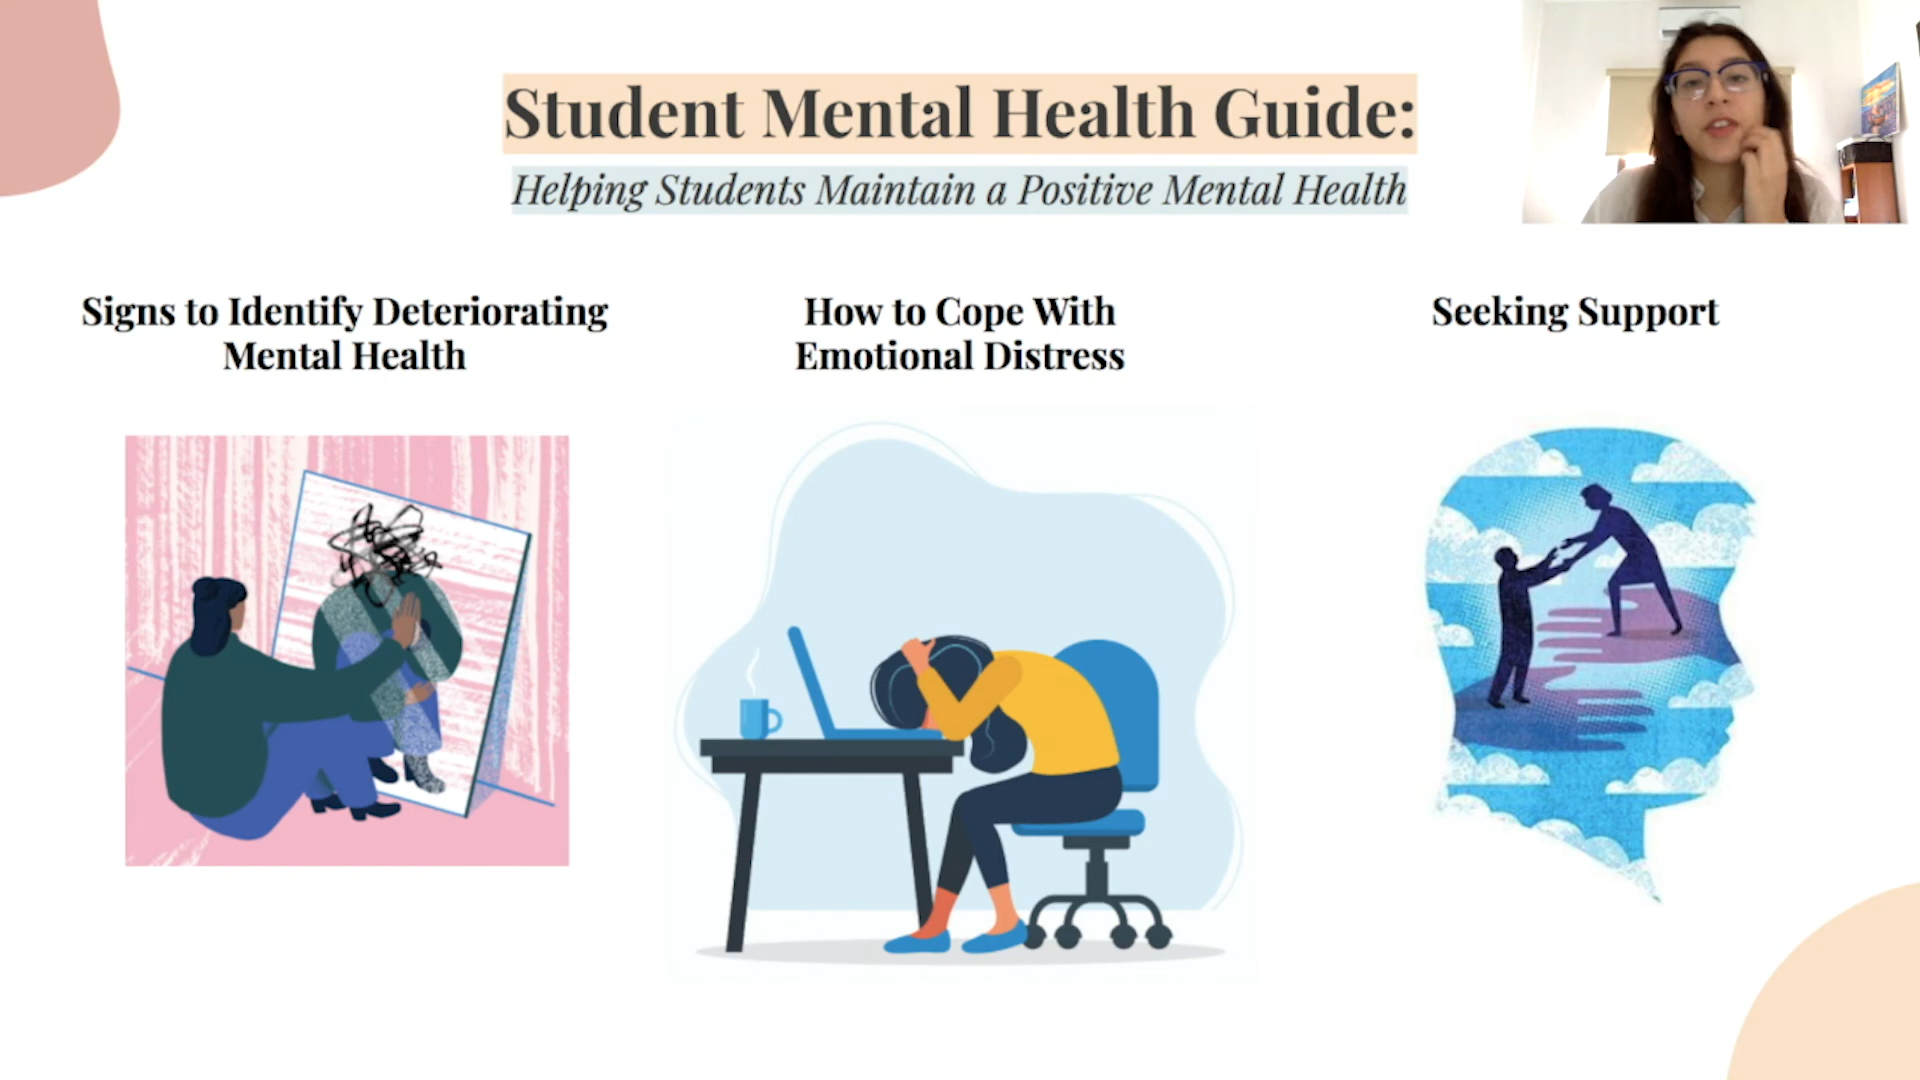 Student Mental Health Guide:
Helping Students Maintain a Positive Mental Health
Signs to Identify Deteriorating
Mental Health
How to Cope With
Emotional Distress
Seeking Support